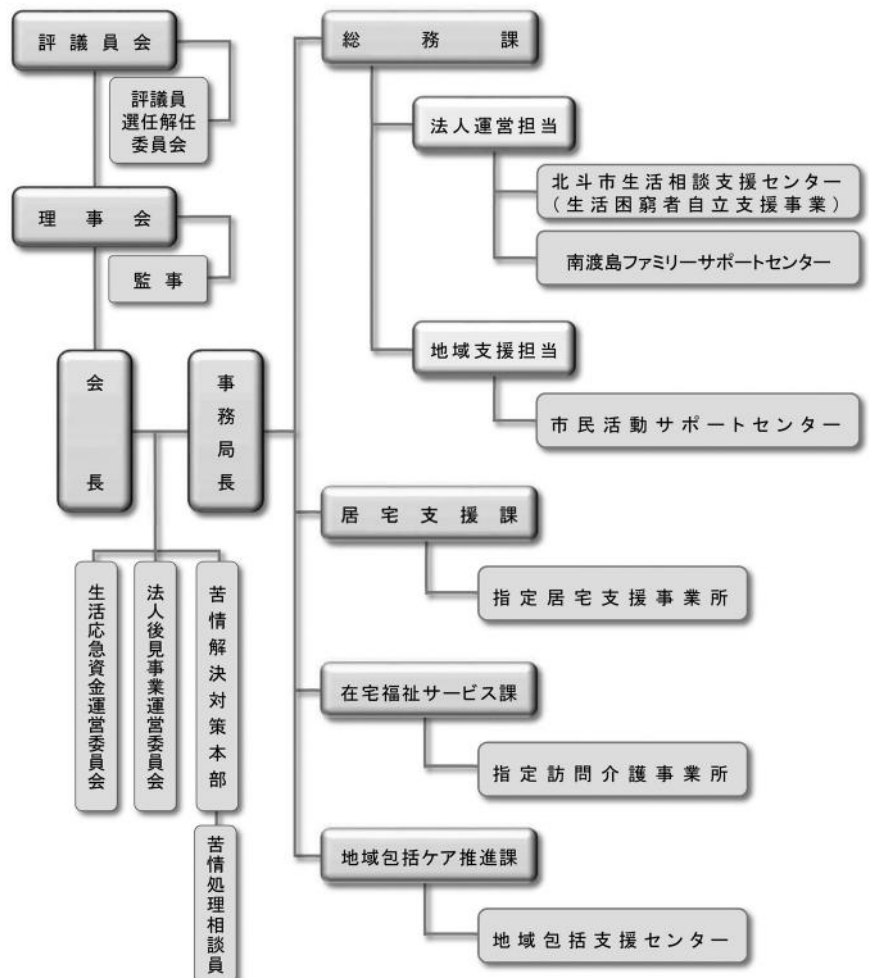 評議員会
評議員
選任解任
委員会
理事会
監事
会長
事務局長
生活応急資金運営委員会
法人後見事業運営委員会
苦情解決対策本部
苦情処理相談員
総務課
法人運営担当
北斗市生活相談支援センター
(生活困窮者自立支援事業)
南渡島ファミリーサポートセンター
地域支援担当
市民活動サポートセンター
居宅支援課
指定居宅支援事業所
在宅福祉サービス課
指定訪問介護事業所
地域包括ケア推進課
地域包括支援センター